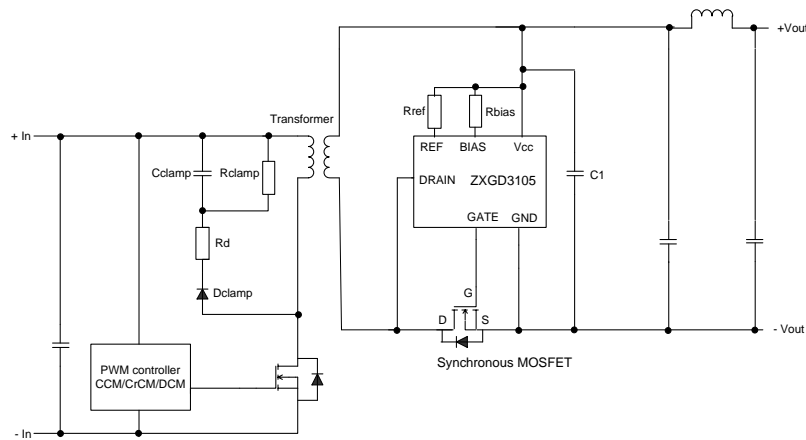 +Vout
Rref
Rbias
Transformer
+ In
REF
BIAS
Vcc
Cclamp
Rclamp
DRAIN
ZXGD3105
C1
GATE
GND
Rd
G
Dclamp
D
S
- Vout
Synchronous MOSFET
PWM controller
CCM/CrCM/DCM
- In